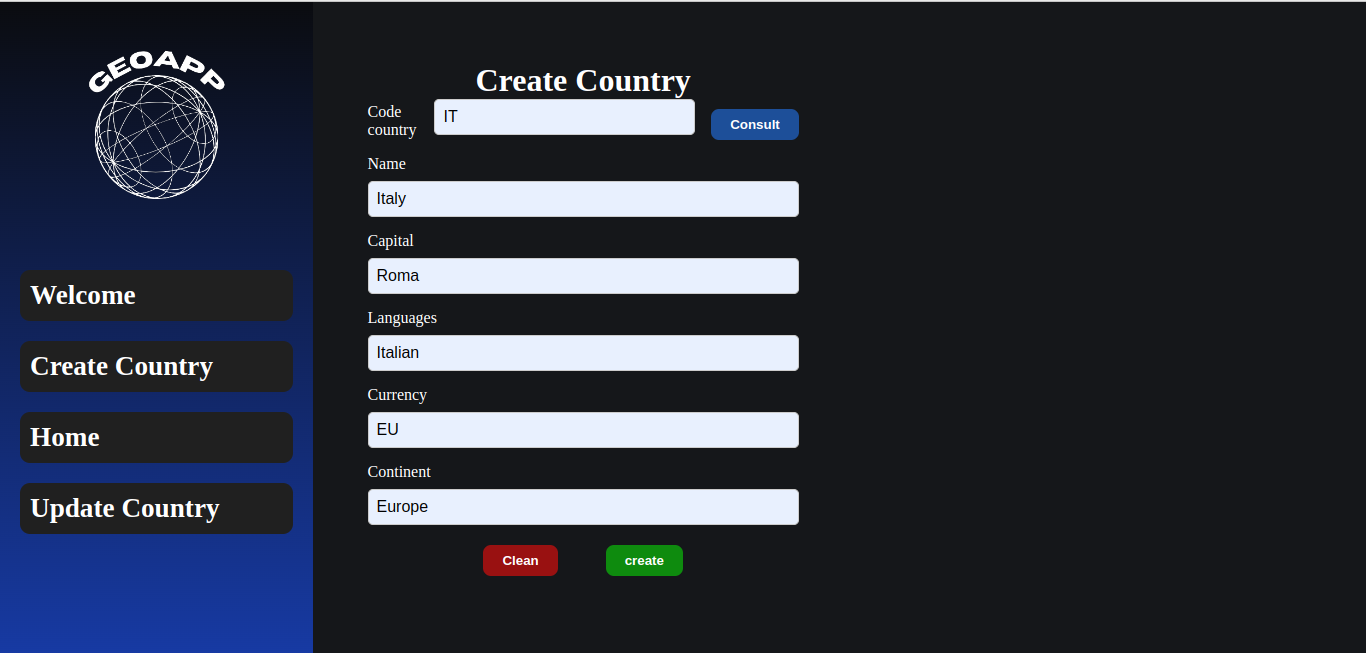 GEOAPP
Welcome
Create Country
Home
Update Country
Create Country
Code
country
IT
Consult
Name
Italy
Capital
Roma
Languages
Italian
Currency
EU
Continent
Europe
Clean
create